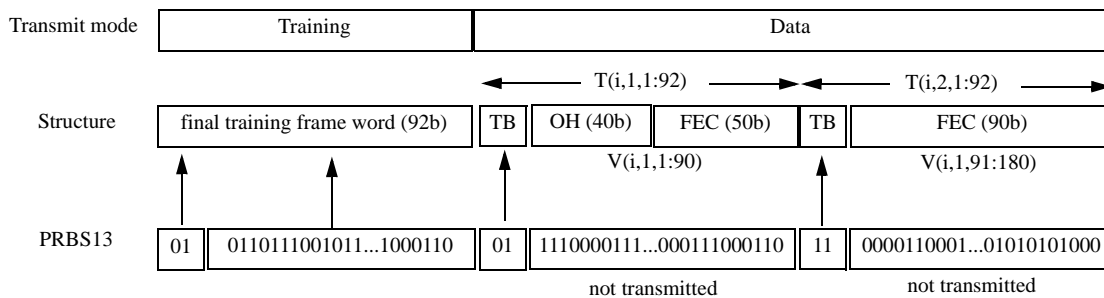 Transmit mode Training Data
T(i,1,1:92) T(i,2,1:92)
Structure final training frame word (92b) TB OH (40b) FEC (50b) TB FEC (90b)
V(i,1,1:90) V(i,1,91:180)
PRBS13 01 0110111001011...1000110 01 1110000111...000111000110 11 0000110001...01010101000
not transmitted not transmitted